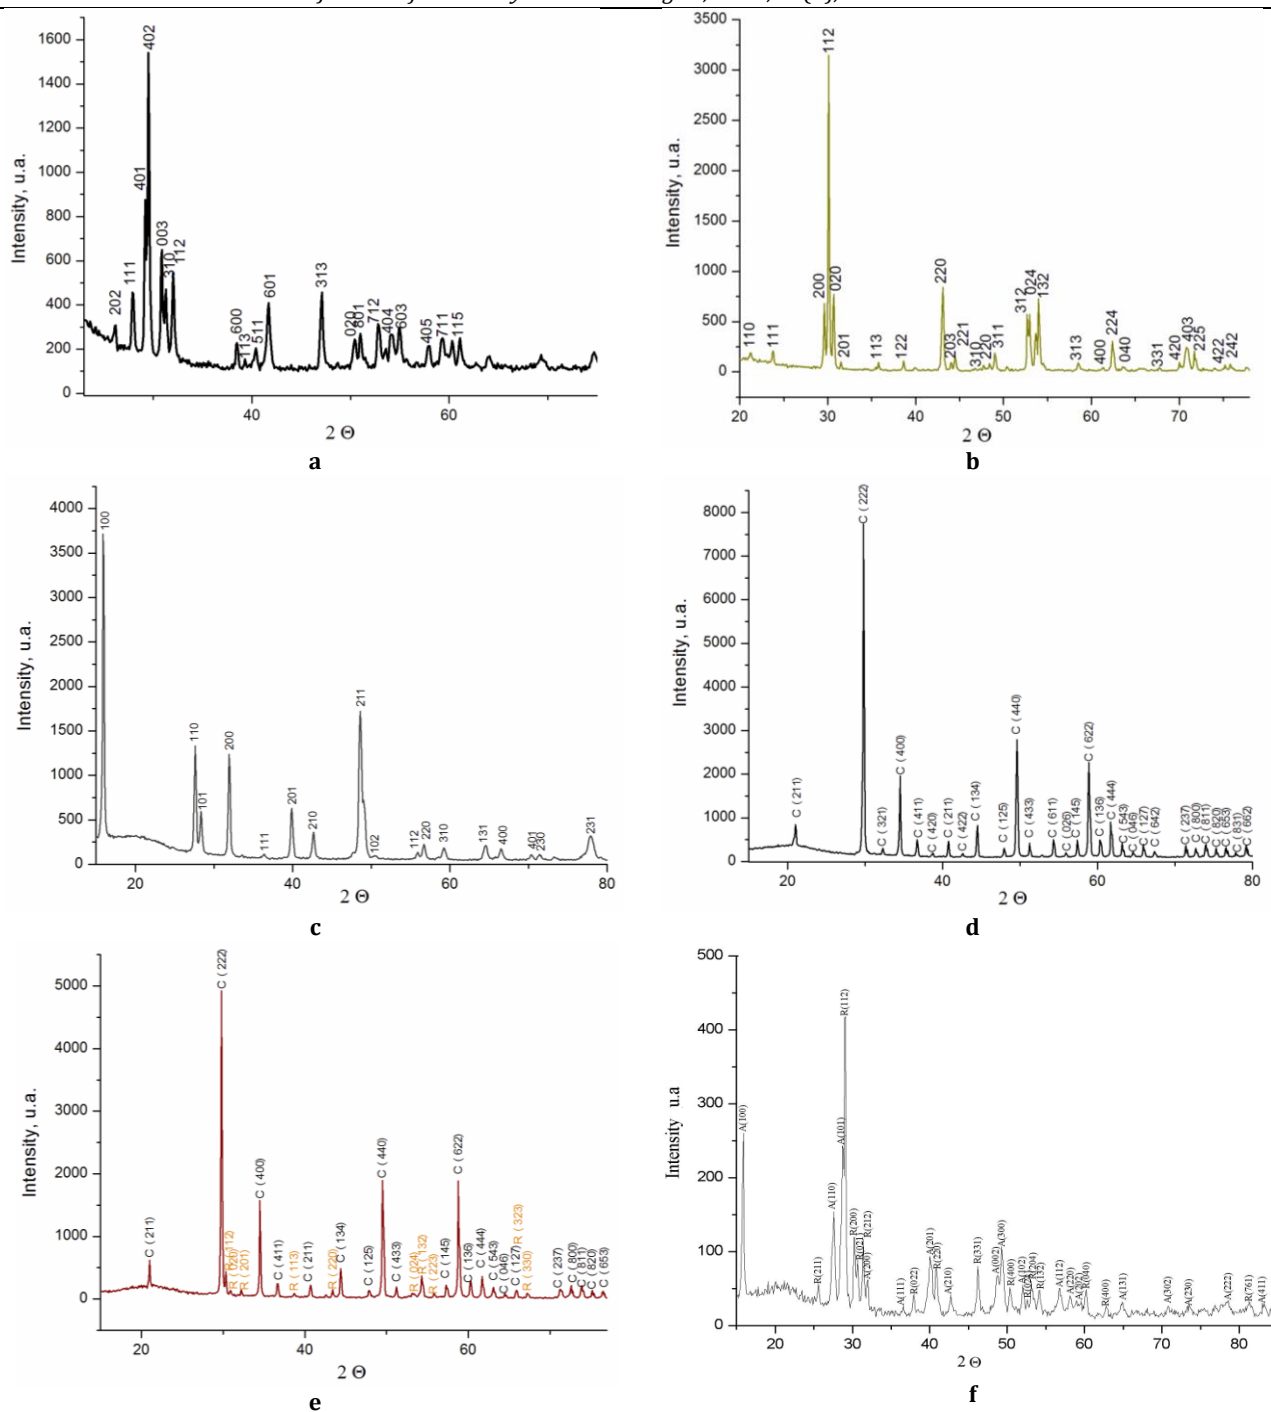 1600
1400
1200
1000
800
600
400
200
0
Intensity, u.a.
202
111
401
402
003
310
112
600
113
511
601
313
020
801
712
404
603
405
711
115
40
60
2 Θ
a
3500
3000
2500
2000
1500
1000
500
0
Intensity, u.a.
110
111
200
112
020
201
113
122
220
203
221
310
220
311
312
024
132
313
400
224
040
331
420
403
225
422
242
20
30
40
50
60
70
2 Θ
b
4000
3500
3000
2500
2000
1500
1000
500
0
Intensity, u.a.
100
110
101
200
111
201
210
211
102
112
220
310
131
400
401
230
231
20
40
60
80
2 Θ
c
8000
7000
6000
5000
4000
3000
2000
1000
0
Intensity, u.a.
C (211)
C (222)
C (321)
C (400)
C (411)
C (420)
C (211)
C (422)
C (134)
C (125)
C (440)
C (433)
C (611)
C (026)
C (145)
C (622)
C (136)
C (444)
C (543)
C (046)
C (127)
C (642)
C (237)
C (800)
C (811)
C (820)
C (653)
C (831)
C (662)
20
40
60
80
2 Θ
d
5000
4000
3000
2000
1000
0
Intensity, u.a.
C (211)
C (222)
R (112)
R (020)
R (201)
C (400)
C (411)
R (113)
C (211)
R (220)
C (134)
C (125)
C (440)
C (433)
R (024)
R (132)
R (223)
C (145)
C (622)
C (136)
C (444)
C (543)
C (046)
C (127)
R (323)
R (330)
C (237)
C (800)
C (811)
C (820)
C (653)
20
40
60
2 Θ
e
500
400
300
200
100
0
Intensity u.a
A(100)
R(211)
A(110)
A(101)
R(112)
R(200)
R(021)
A(200)
R(212)
A(111)
R(022)
A(201)
R(220)
A(210)
R(331)
A(002)
A(300)
R(400)
A(102)
R(204)
R(132)
A(112)
A(220)
A(202)
R(040)
R(400)
A(131)
A(302)
A(230)
A(222)
R(761)
A(411)
20
30
40
50
60
70
80
2 Θ
f